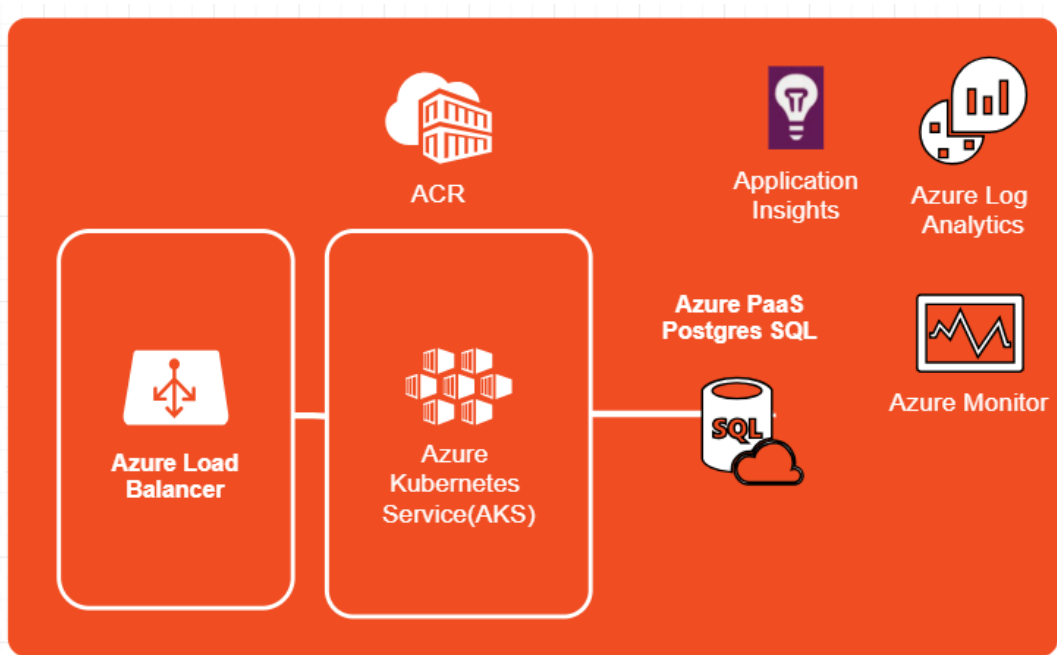 ACR
Application
Insights
Azure Log
Analytics
Azure PaaS
Postgres SQL
SQL
Azure Monitor
Azure Load
Balancer
Azure
Kubernetes
Service(AKS)